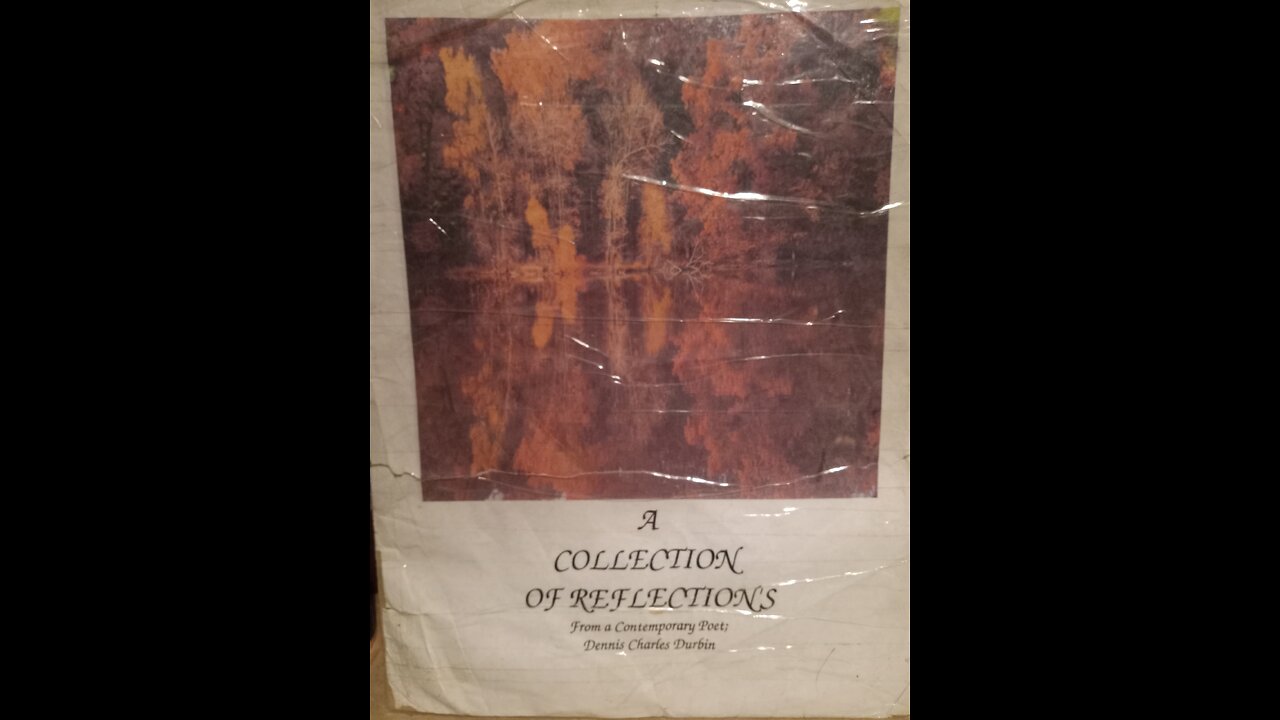 A
COLLECTION
OF REFLECTIONS
From a Contemporary Poet;
Dennis Charles Durbin